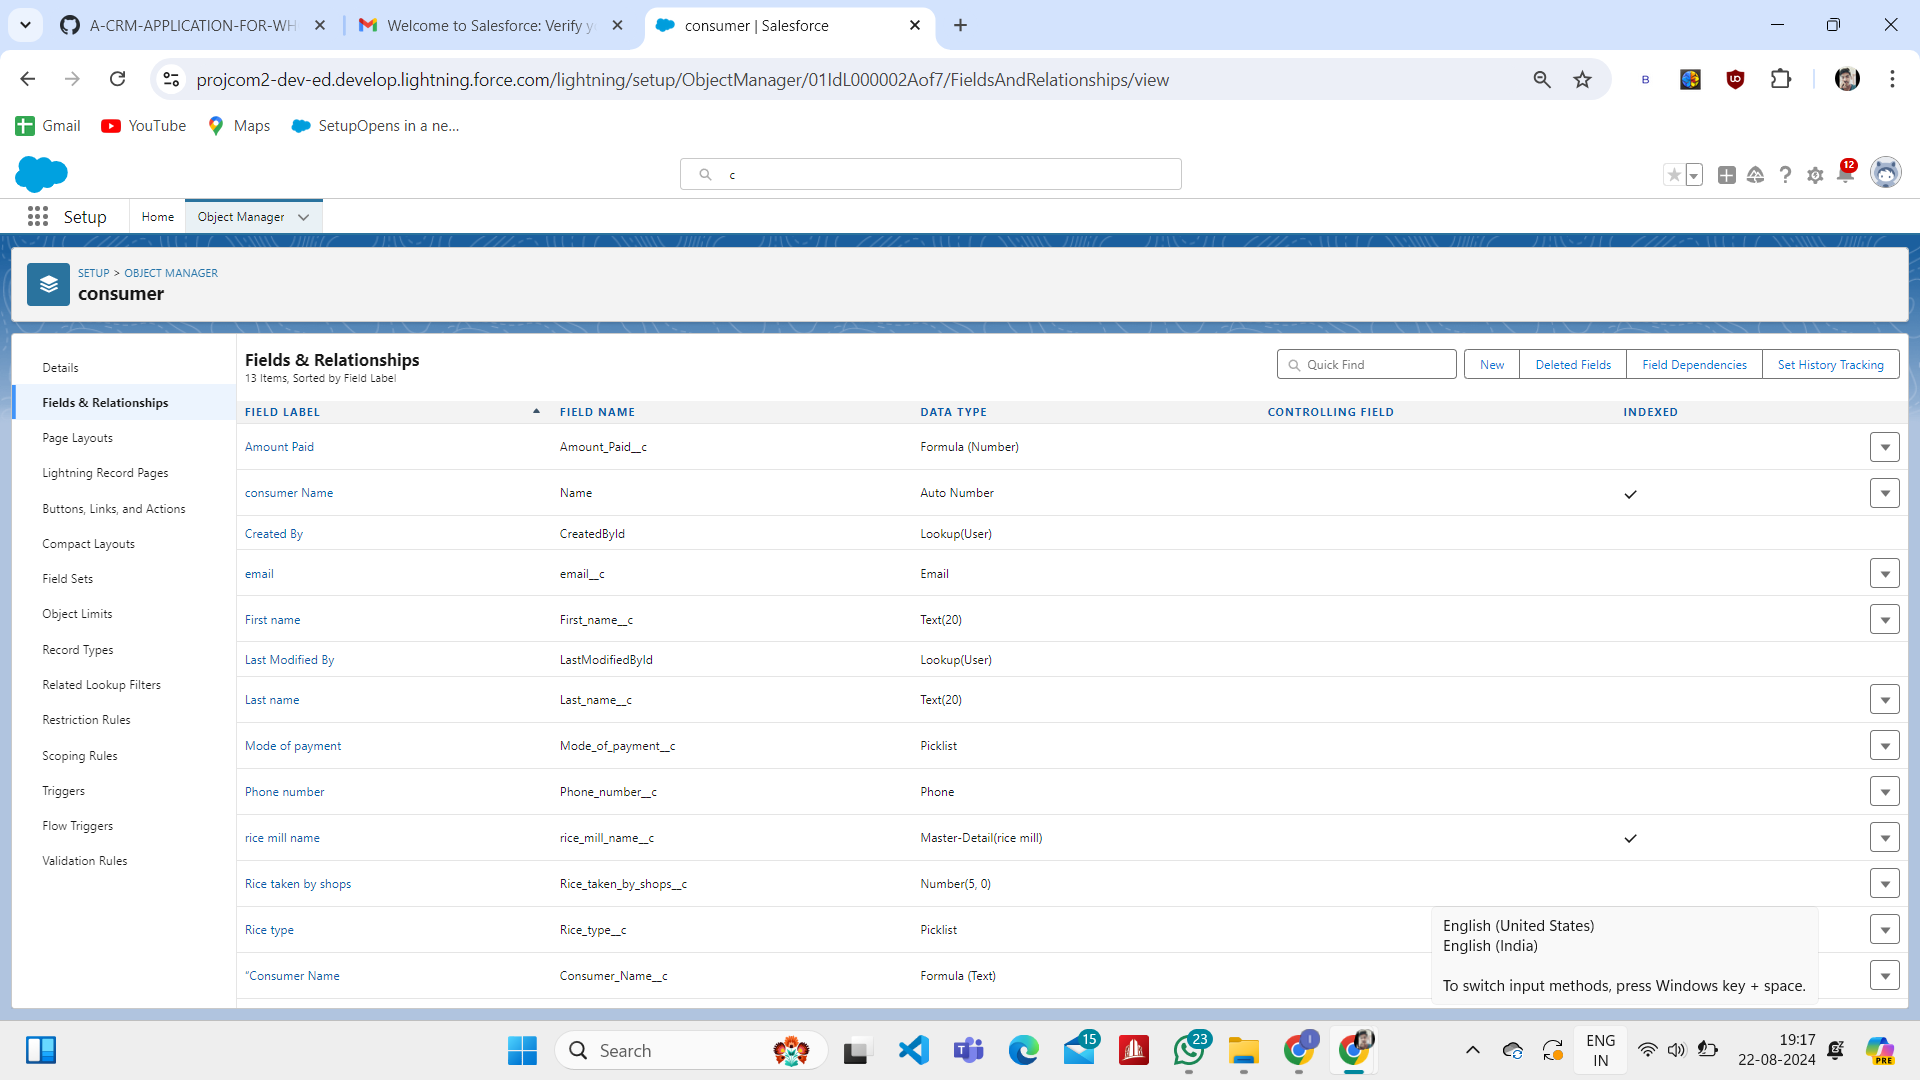 A-CRM-APPLICATION-FOR-WH
Welcome to Salesforce: Verify y
consumer | Salesforce
projcom2-dev-ed.develop.lightning.force.com/lightning/setup/ObjectManager/01IdL000002Aof7/FieldsAndRelationships/view
B
Gmail
YouTube
Maps
SetupOpens in a ne...
c
12
Setup
Home
Object Manager
SETUP > OBJECT MANAGER
consumer
Details
Fields & Relationships
Page Layouts
Lightning Record Pages
Buttons, Links, and Actions
Compact Layouts
Field Sets
Object Limits
Record Types
Related Lookup Filters
Restriction Rules
Scoping Rules
Triggers
Flow Triggers
Validation Rules
Fields & Relationships
13 Items, Sorted by Field Label
Quick Find
New
Deleted Fields
Field Dependencies
Set History Tracking
FIELD LABEL FIELD NAME DATA TYPE CONTROLLING FIELD INDEXED
Amount Paid Amount_Paid__c Formula (Number)
consumer Name Name Auto Number
Created By CreatedById Lookup(User)
email email__c Email
First name First_name__c Text(20)
Last Modified By LastModifiedById Lookup(User)
Last name Last_name__c Text(20)
Mode of payment Mode_of_payment__c Picklist
Phone number Phone_number__c Phone
rice mill name rice_mill_name__c Master-Detail(rice mill)
Rice taken by shops Rice_taken_by_shops__c Number(5, 0)
Rice type Rice_type__c Picklist
"Consumer Name Consumer_Name__c Formula (Text)
English (United States)
English (India)
To switch input methods, press Windows key + space.
Search
15
23
ENG
IN
19:17
22-08-2024
PRE